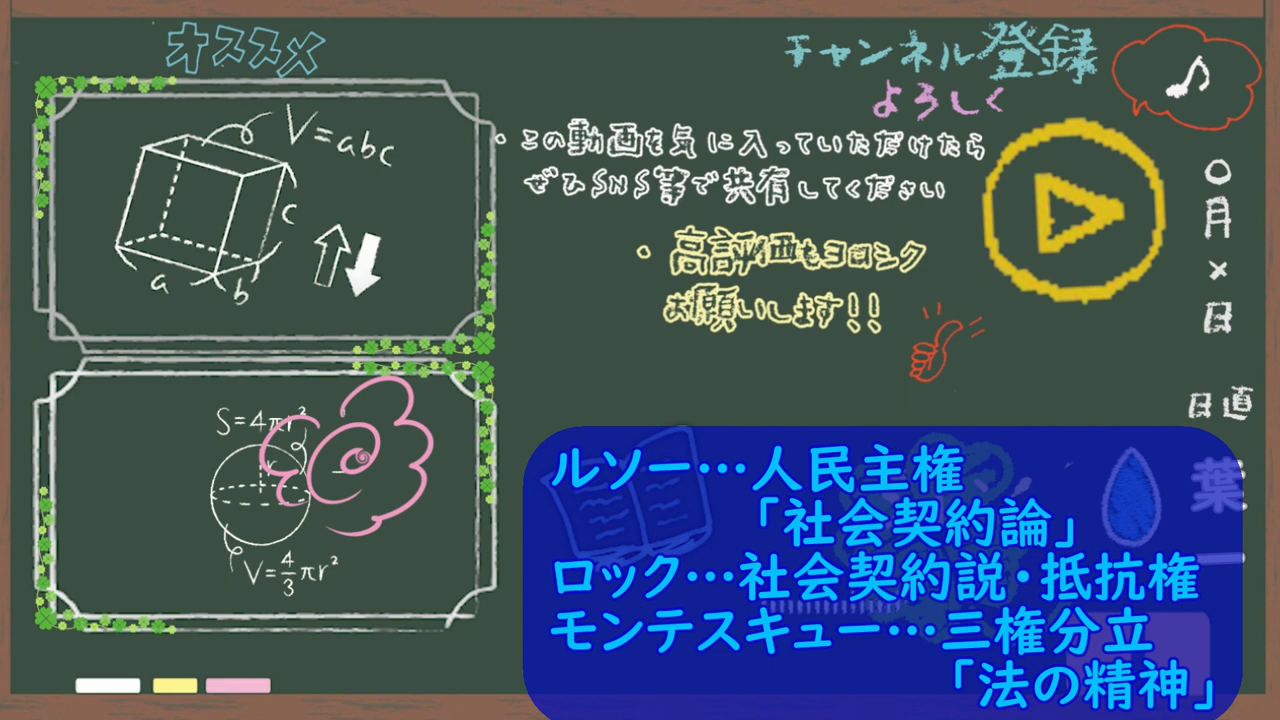 オススメ
V=abc
c
a
b
S=4πr²
r
V=4/3πr²
チャンネル登録
よろしく
・この動画を気に入っていただけたら
ぜひSNS等で共有してください
・高評価もヨロシク
お願いします!!
〇月×日
日直
葉一
ルソー…人民主権
「社会契約論」
ロック…社会契約説・抵抗権
モンテスキュー…三権分立
「法の精神」